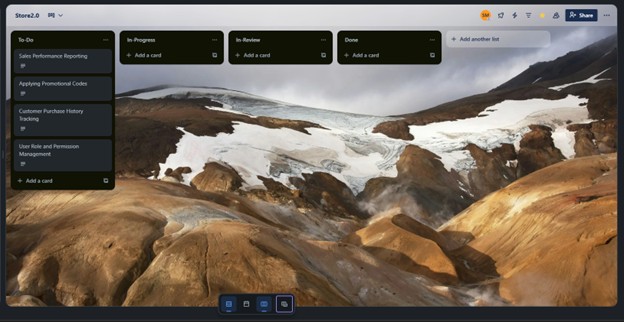 Store2.0
Share
To-Do
In-Progress
In-Review
Done
Add another list
Sales Performance Reporting
Add a card
Add a card
Add a card
Applying Promotional Codes
Customer Purchase History
Tracking
User Role and Permission
Management
Add a card